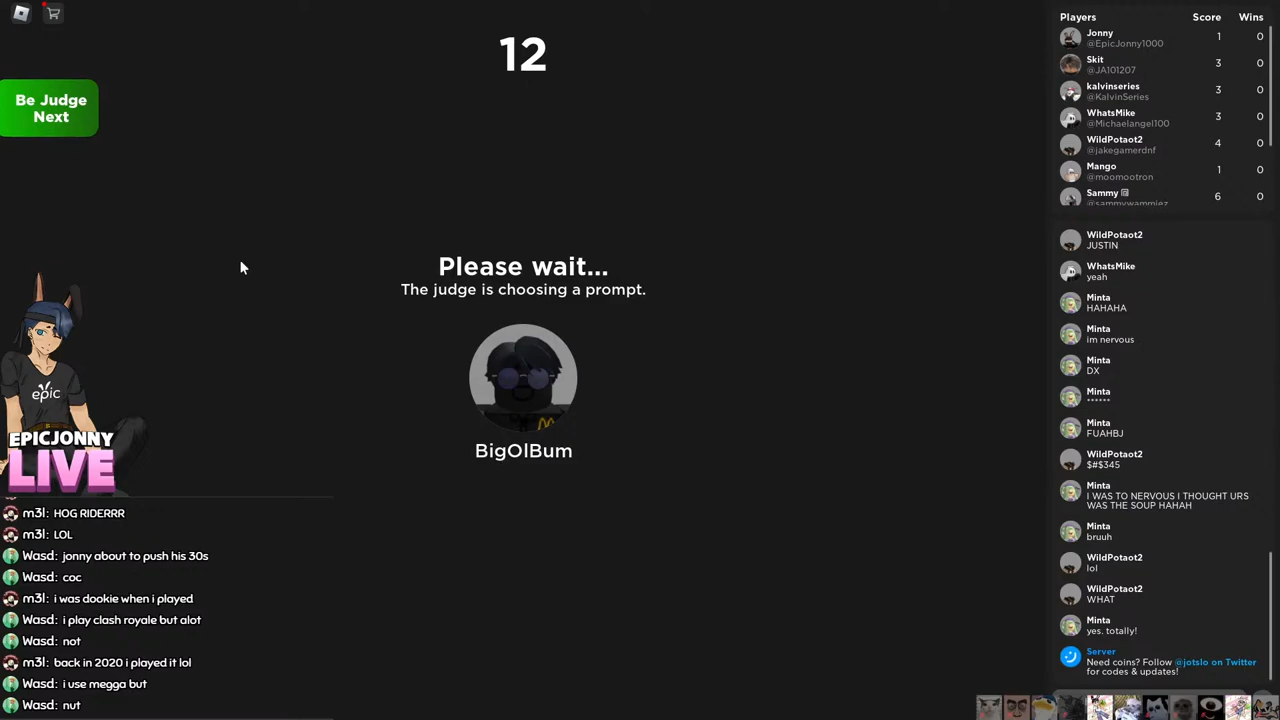 12
Be Judge
Next
Please wait...
The judge is choosing a prompt.
BigOlBum
epic
EPICJONNY
LIVE
m3l: HOG RIDERRR
m3l: LOL
Wasd: jonny about to push his 30s
Wasd: coc
m3l: i was dookie when i played
Wasd: i play clash royale but alot
Wasd: not
m3l: back in 2020 i played it lol
Wasd: i use megga but
Wasd: nut
Players Score Wins
Jonny
@EpicJonny1000 1 0
Skit
@JA101207 3 0
kalvinseries
@KalvinSeries 3 0
WhatsMike
@Michaelangel100 3 0
WildPotaot2
@jakegamerdnf 4 0
Mango
@moomootron 1 0
Sammy
@sammywammiez 6 0
WildPotaot2
JUSTIN
WhatsMike
yeah
Minta
HAHAHA
Minta
im nervous
Minta
DX
Minta
******
Minta
FUAHBJ
WildPotaot2
$#$345
Minta
I WAS TO NERVOUS I THOUGHT URS
WAS THE SOUP HAHAH
Minta
bruuh
WildPotaot2
lol
WildPotaot2
WHAT
Minta
yes. totally!
Server
Need coins? Follow @jotslo on Twitter
for codes & updates!